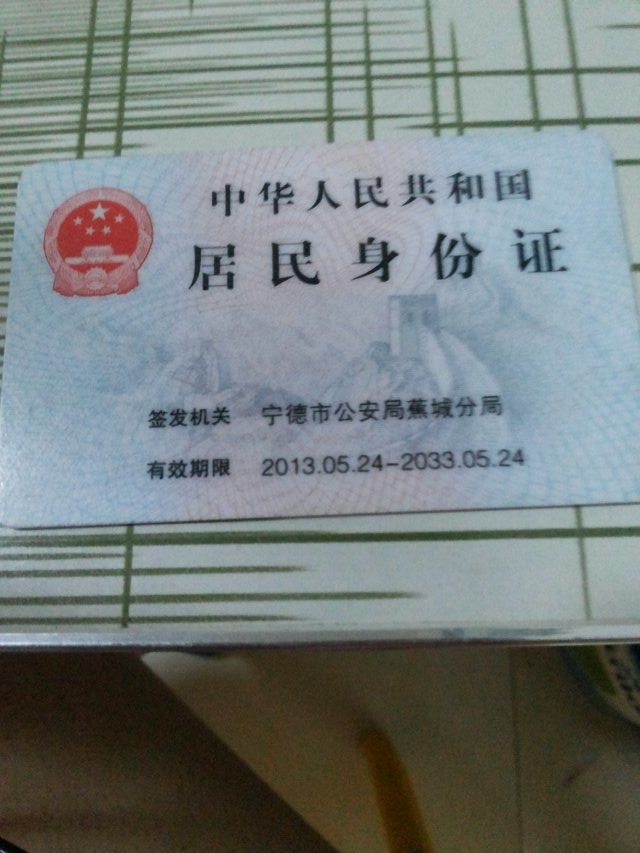 中华人民共和国
居民身份证
签发机关 宁德市公安局蕉城分局
有效期限 2013.05.24-2033.05.24